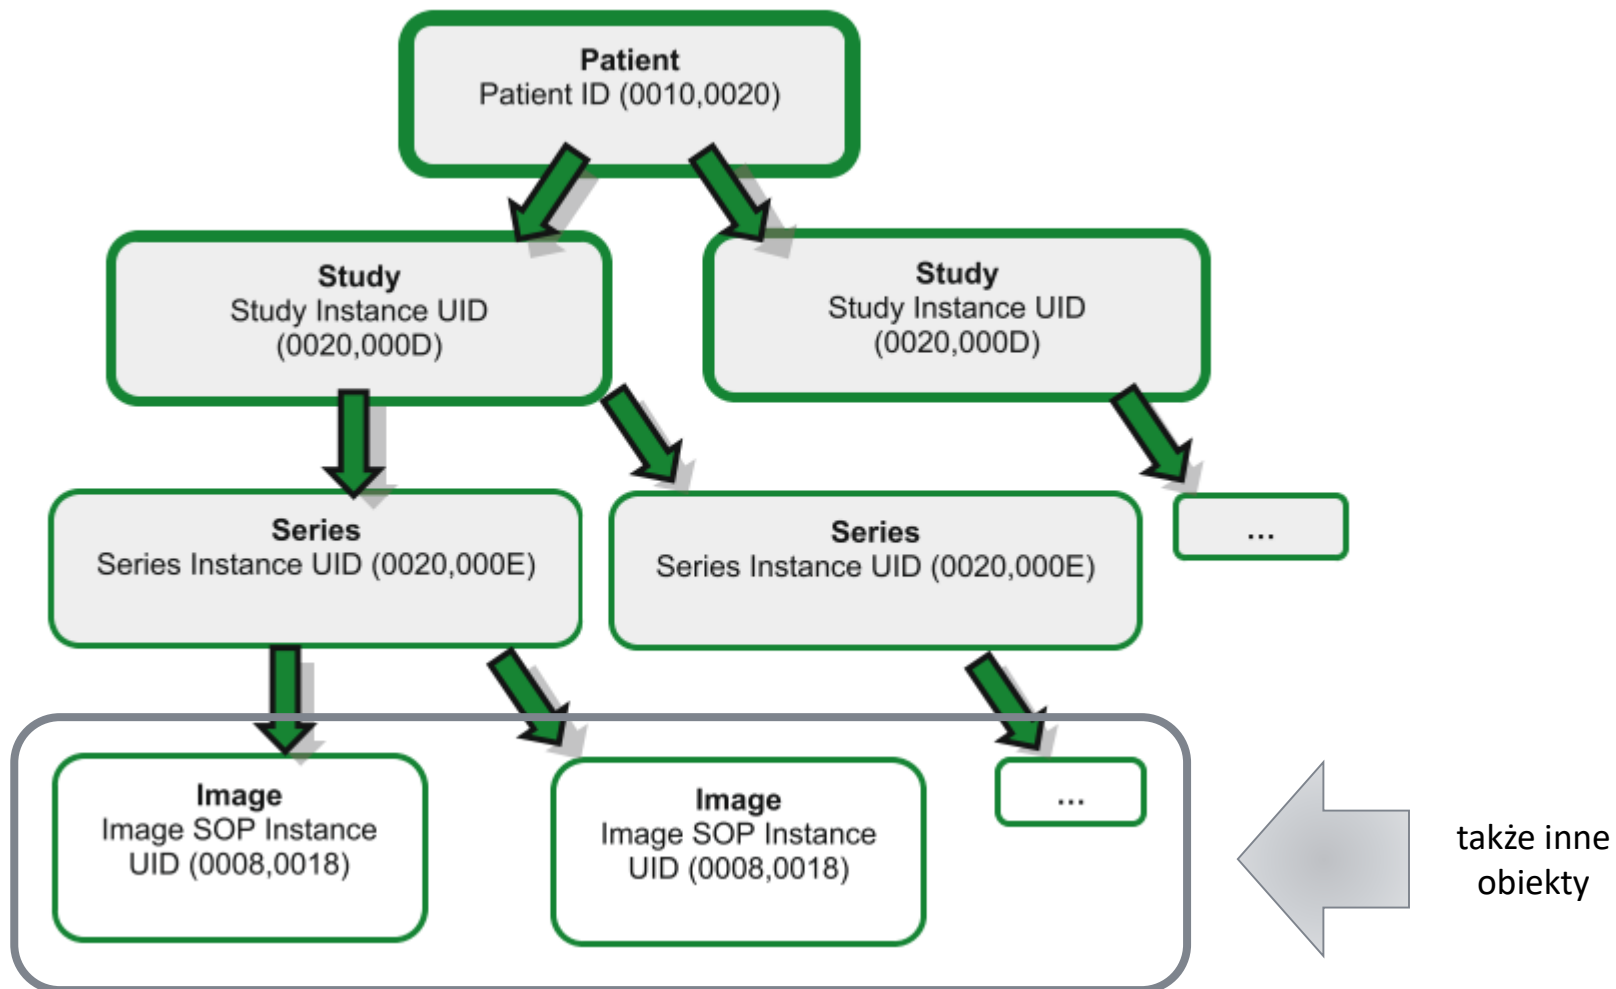 Patient
Patient ID (0010,0020)
Study
Study Instance UID
(0020,000D)
Study
Study Instance UID
(0020,000D)
Series
Series Instance UID (0020,000E)
Series
Series Instance UID (0020,000E)
...
Image
Image SOP Instance
UID (0008,0018)
Image
Image SOP Instance
UID (0008,0018)
...
także inne
obiekty